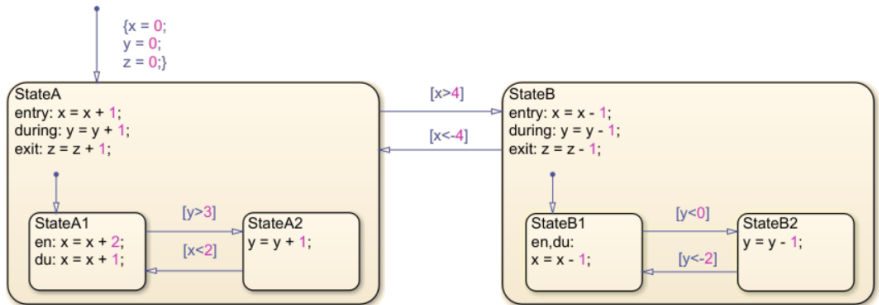 {x = 0;
y = 0;
z = 0;}
StateA
entry: x = x + 1;
during: y = y + 1;
exit: z = z + 1;
StateA1
en: x = x + 2;
du: x = x + 1;
[y>3]
[x<2]
StateA2
y = y + 1;
[x>4]
[x<-4]
StateB
entry: x = x - 1;
during: y = y - 1;
exit: z = z - 1;
StateB1
en,du:
x = x - 1;
[y<0]
[y<-2]
StateB2
y = y - 1;